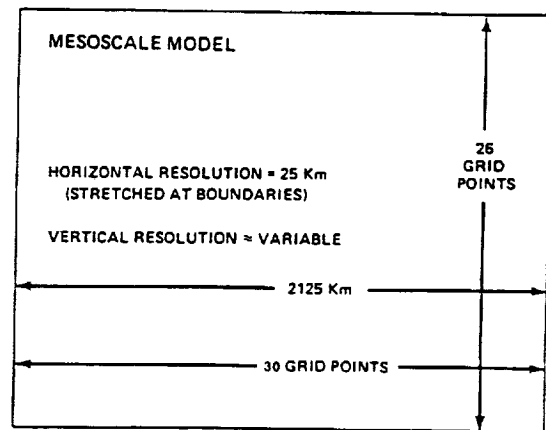 MESOSCALE MODEL
26
GRID
POINTS
HORIZONTAL RESOLUTION = 25 Km
(STRETCHED AT BOUNDARIES)
VERTICAL RESOLUTION ≈ VARIABLE
2125 Km
30 GRID POINTS